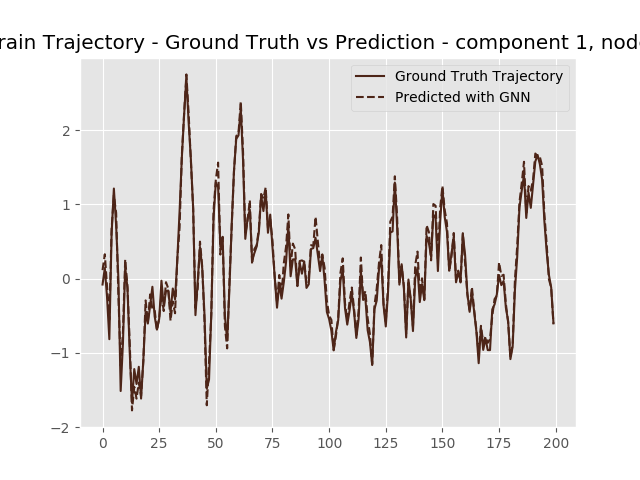 rain Trajectory - Ground Truth vs Prediction - component 1, nod
Ground Truth Trajectory
Predicted with GNN
2
1
0
−1
−2
0 25 50 75 100 125 150 175 200